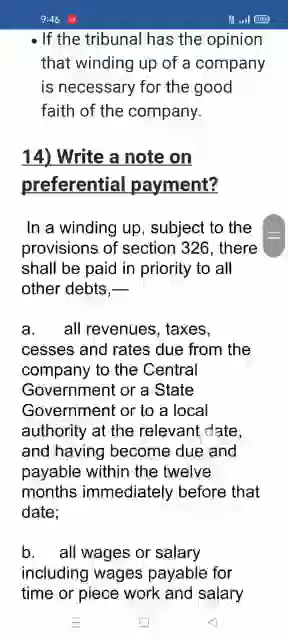 9:46
• If the tribunal has the opinion
that winding up of a company
is necessary for the good
faith of the company.
14) Write a note on
preferential payment?
In a winding up, subject to the
provisions of section 326, there
shall be paid in priority to all
other debts,—
a. all revenues, taxes,
cesses and rates due from the
company to the Central
Government or a State
Government or to a local
authority at the relevant date,
and having become due and
payable within the twelve
months immediately before that
date;
b. all wages or salary
including wages payable for
time or piece work and salary